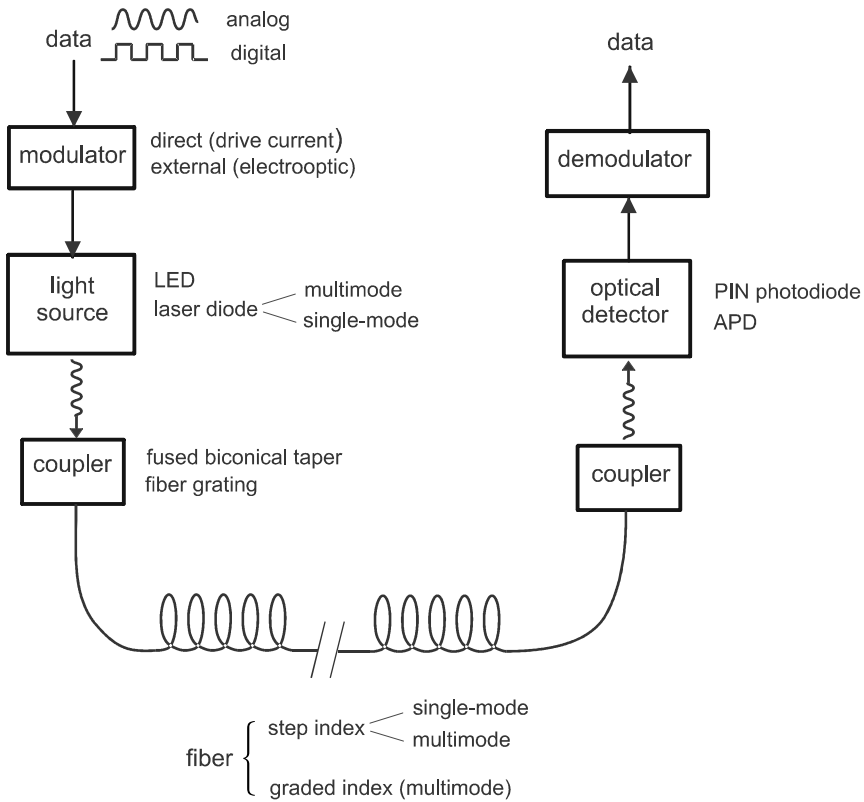 data
analog
digital
modulator
direct (drive current)
external (electrooptic)
light
source
LED
laser diode
multimode
single-mode
coupler
fused biconical taper
fiber grating
data
demodulator
optical
detector
PIN photodiode
APD
coupler
fiber
step index
single-mode
multimode
graded index (multimode)